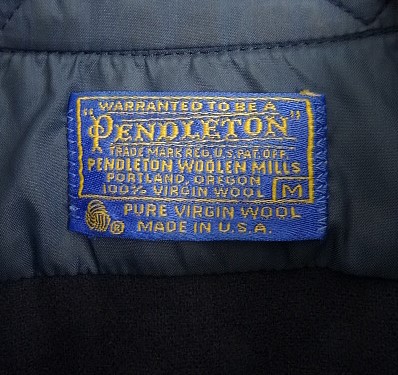 WARRANTED TO BE A
"PENDLETON"
TRADE MARK REG. U.S. PAT. OFF.
PENDLETON WOOLEN MILLS
PORTLAND, OREGON
100% VIRGIN WOOL M
PURE VIRGIN WOOL
® MADE IN U.S.A.